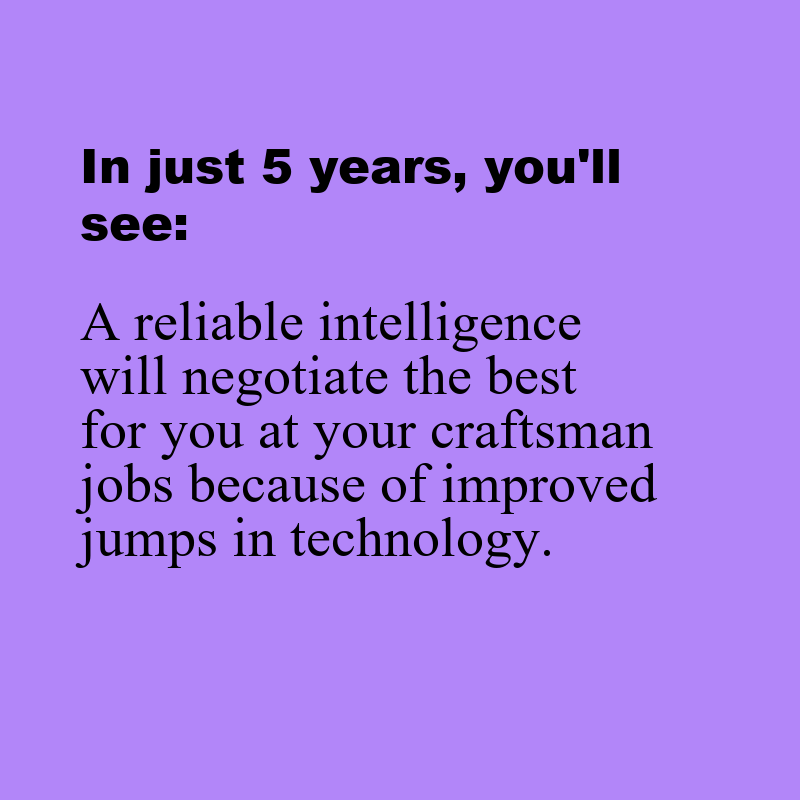 In just 5 years, you'll
see:
A reliable intelligence
will negotiate the best
for you at your craftsman
jobs because of improved
jumps in technology.